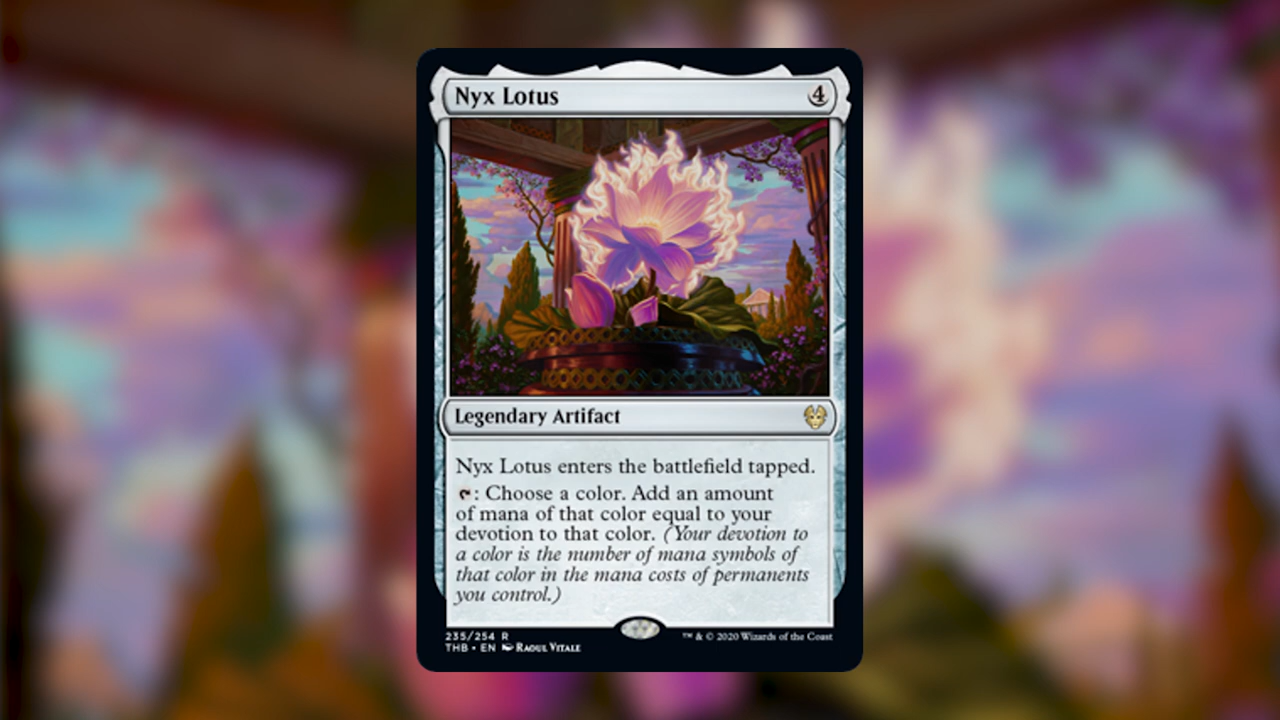 Nyx Lotus 4
Legendary Artifact
Nyx Lotus enters the battlefield tapped.
: Choose a color. Add an amount
of mana of that color equal to your
devotion to that color. (Your devotion to
a color is the number of mana symbols of
that color in the mana costs of permanents
you control.)
235/254 R
THB • EN Raoul Vitale
™ & © 2020 Wizards of the Coast